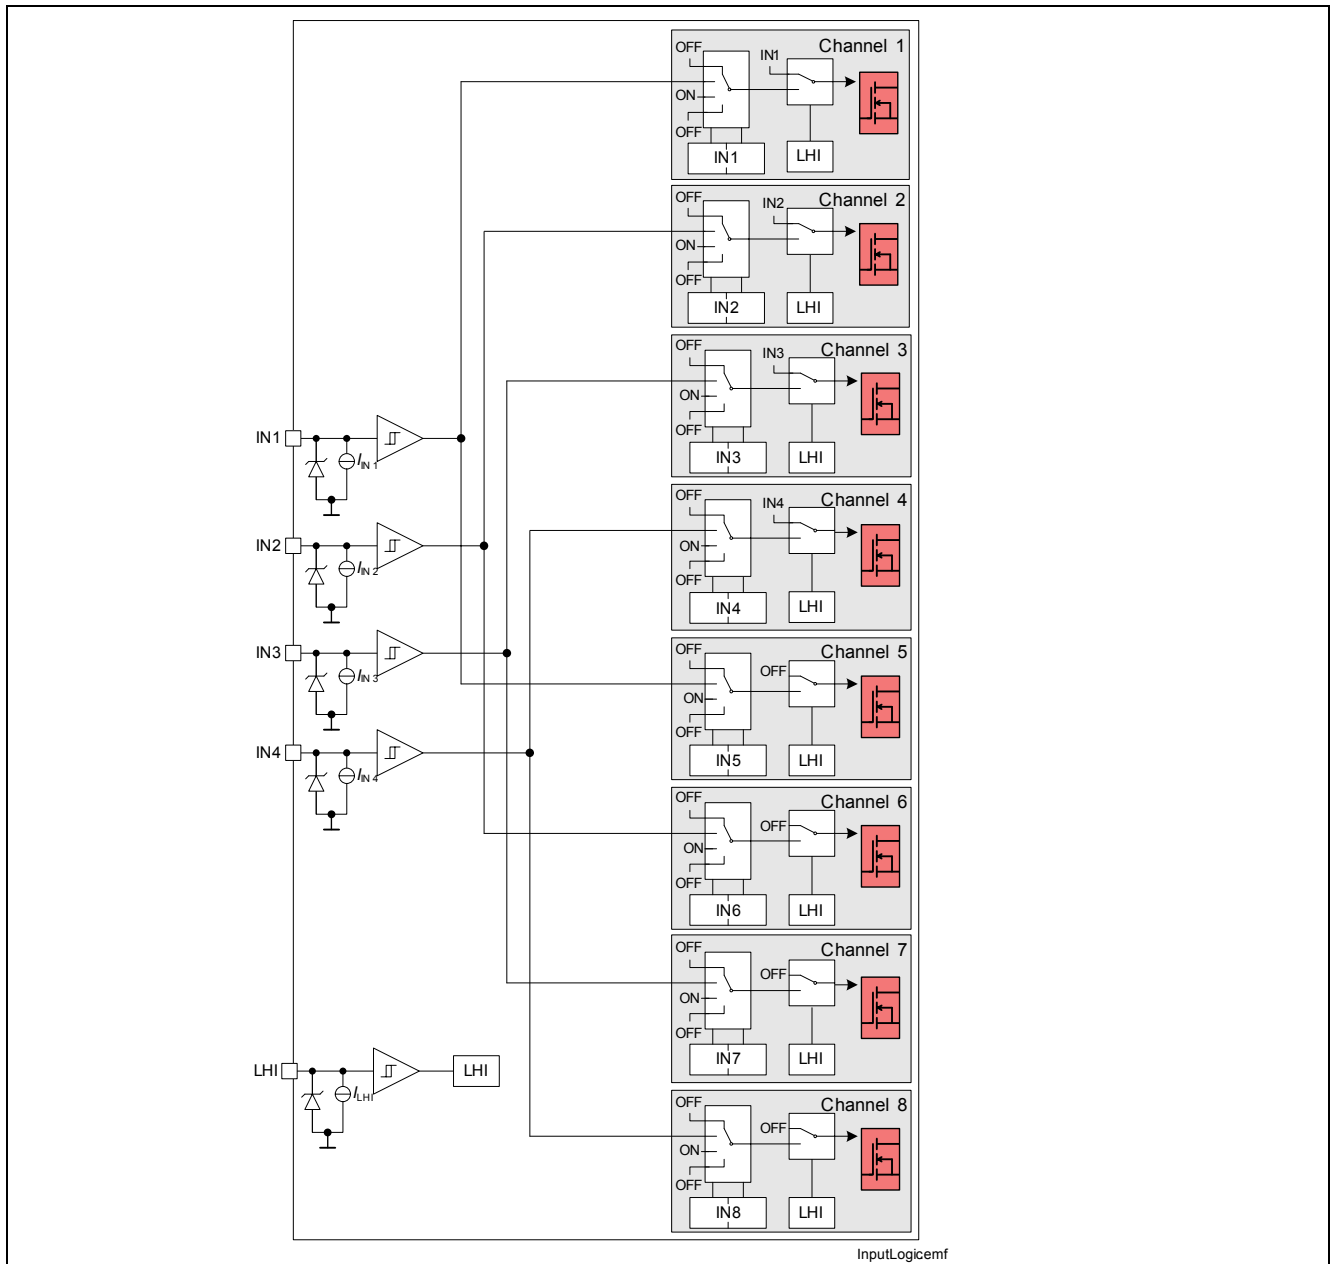 OFF
Channel 1
IN1
ON
OFF
IN1
LHI
OFF
Channel 2
IN2
ON
OFF
IN2
LHI
OFF
Channel 3
IN3
ON
OFF
IN3
LHI
IN1
IIN 1
OFF
Channel 4
IN4
ON
OFF
IN4
LHI
IN2
IIN 2
OFF
Channel 5
OFF
ON
OFF
IN5
LHI
IN3
IIN 3
IN4
IIN 4
OFF
Channel 6
OFF
ON
OFF
IN6
LHI
OFF
Channel 7
OFF
ON
OFF
IN7
LHI
LHI
ILHI
LHI
OFF
Channel 8
OFF
ON
OFF
IN8
LHI
InputLogicemf